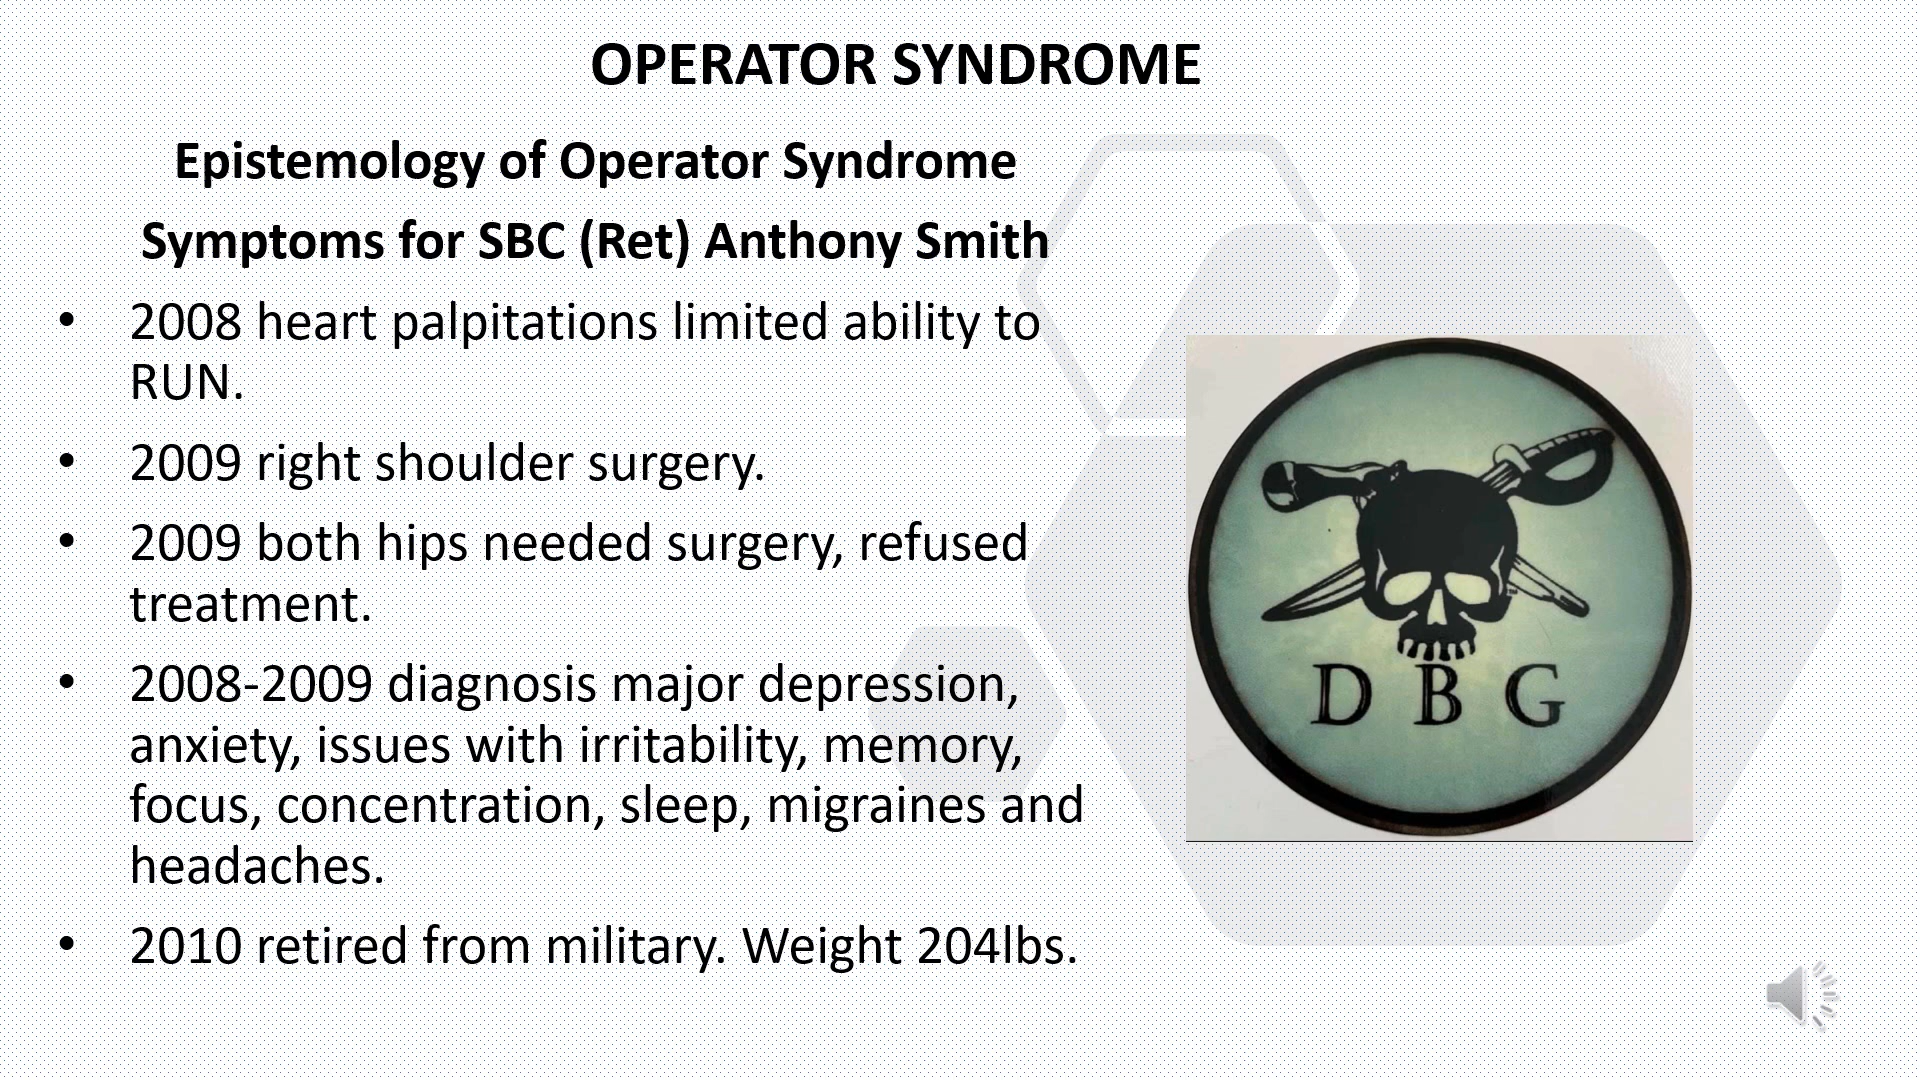 OPERATOR SYNDROME
Epistemology of Operator Syndrome
Symptoms for SBC (Ret) Anthony Smith
• 2008 heart palpitations limited ability to
RUN.
• 2009 right shoulder surgery.
• 2009 both hips needed surgery, refused
treatment.
• 2008-2009 diagnosis major depression,
anxiety, issues with irritability, memory,
focus, concentration, sleep, migraines and
headaches.
• 2010 retired from military. Weight 204lbs.
TM
D B G